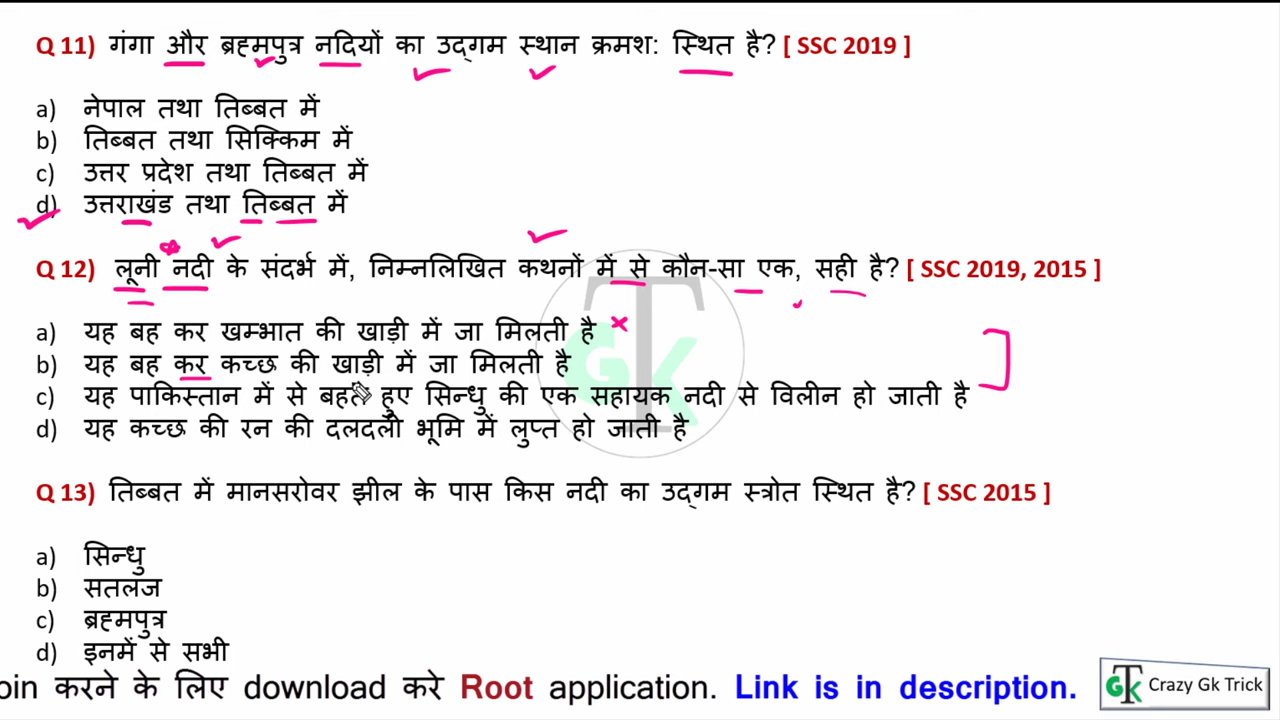 Q 11) गंगा और ब्रह्मपुत्र नदियों का उद्गम स्थान क्रमश: स्थित है? [ SSC 2019 ]
a) नेपाल तथा तिब्बत में
b) तिब्बत तथा सिक्किम में
c) उत्तर प्रदेश तथा तिब्बत में
d) उत्तराखंड तथा तिब्बत में
Q 12) लूनी नदी के संदर्भ में, निम्नलिखित कथनों में से कौन-सा एक, सही है? [ SSC 2019, 2015 ]
a) यह बह कर खम्भात की खाड़ी में जा मिलती है
b) यह बह कर कच्छ की खाड़ी में जा मिलती है
c) यह पाकिस्तान में से बहते हुए सिन्धु की एक सहायक नदी से विलीन हो जाती है
d) यह कच्छ की रन की दलदली भूमि में लुप्त हो जाती है
Q 13) तिब्बत में मानसरोवर झील के पास किस नदी का उद्गम स्त्रोत स्थित है? [ SSC 2015 ]
a) सिन्धु
b) सतलज
c) ब्रह्मपुत्र
d) इनमें से सभी
oin करने के लिए download करे Root application. Link is in description.
GTK Crazy Gk Trick